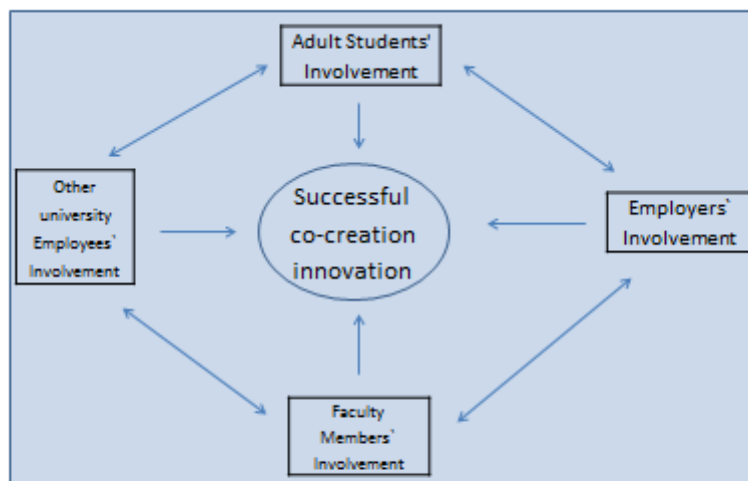 Adult Students'
Involvement
Other
university
Employees`
Involvement
Successful
co-creation
innovation
Employers`
Involvement
Faculty
Members`
Involvement